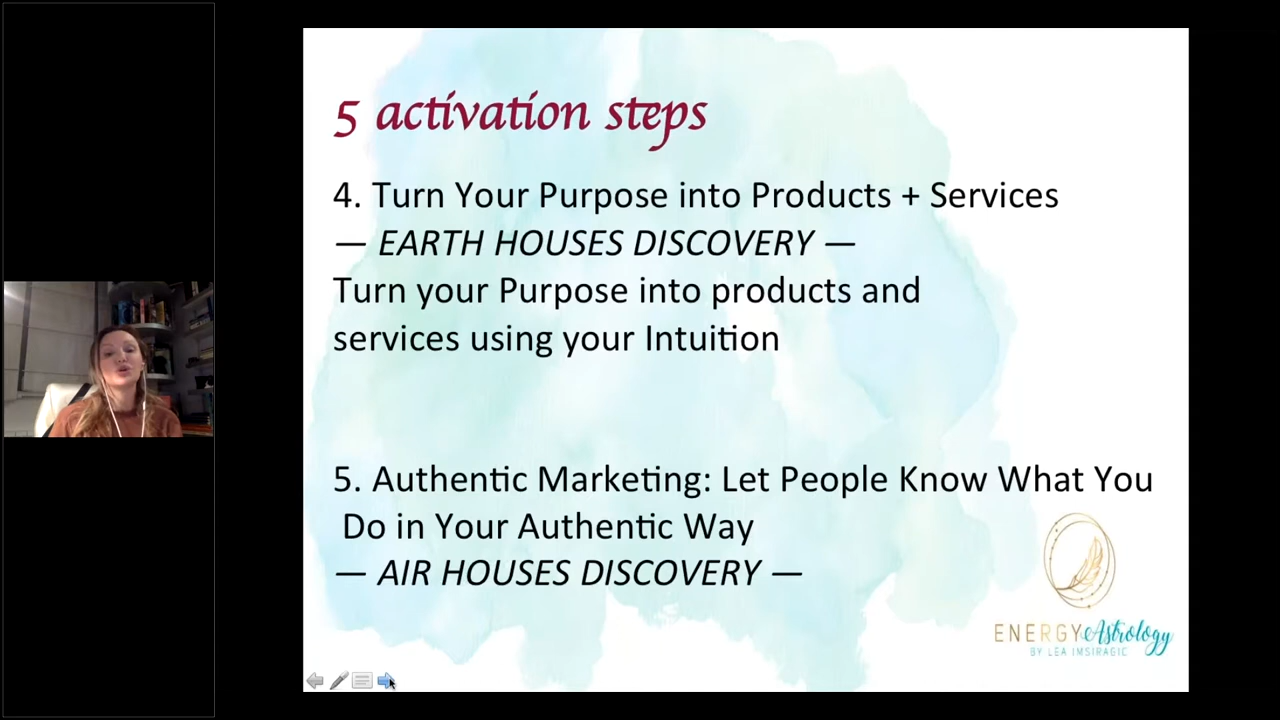 5 activation steps
4. Turn Your Purpose into Products + Services
— EARTH HOUSES DISCOVERY —
Turn your Purpose into products and
services using your Intuition
5. Authentic Marketing: Let People Know What You
Do in Your Authentic Way
— AIR HOUSES DISCOVERY —
ENERGY Astrology
BY LEA IMSIRAGIC